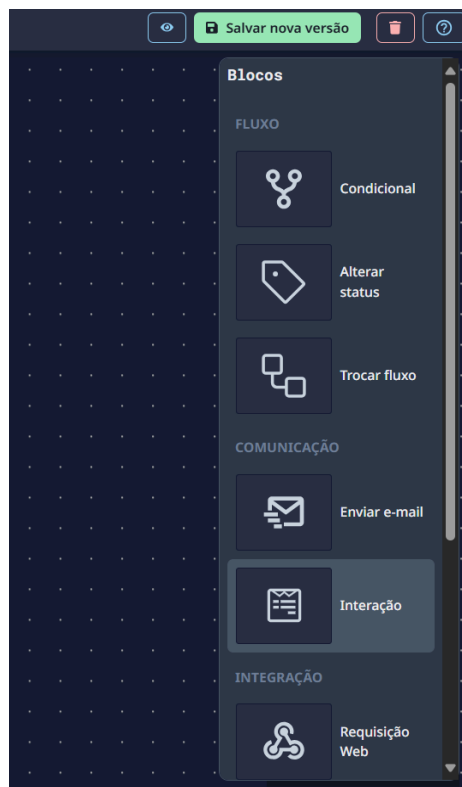 Salvar nova versão
Blocos
FLUXO
Condicional
Alterar
status
Trocar fluxo
COMUNICAÇÃO
Enviar e-mail
Interação
INTEGRAÇÃO
Requisição
Web